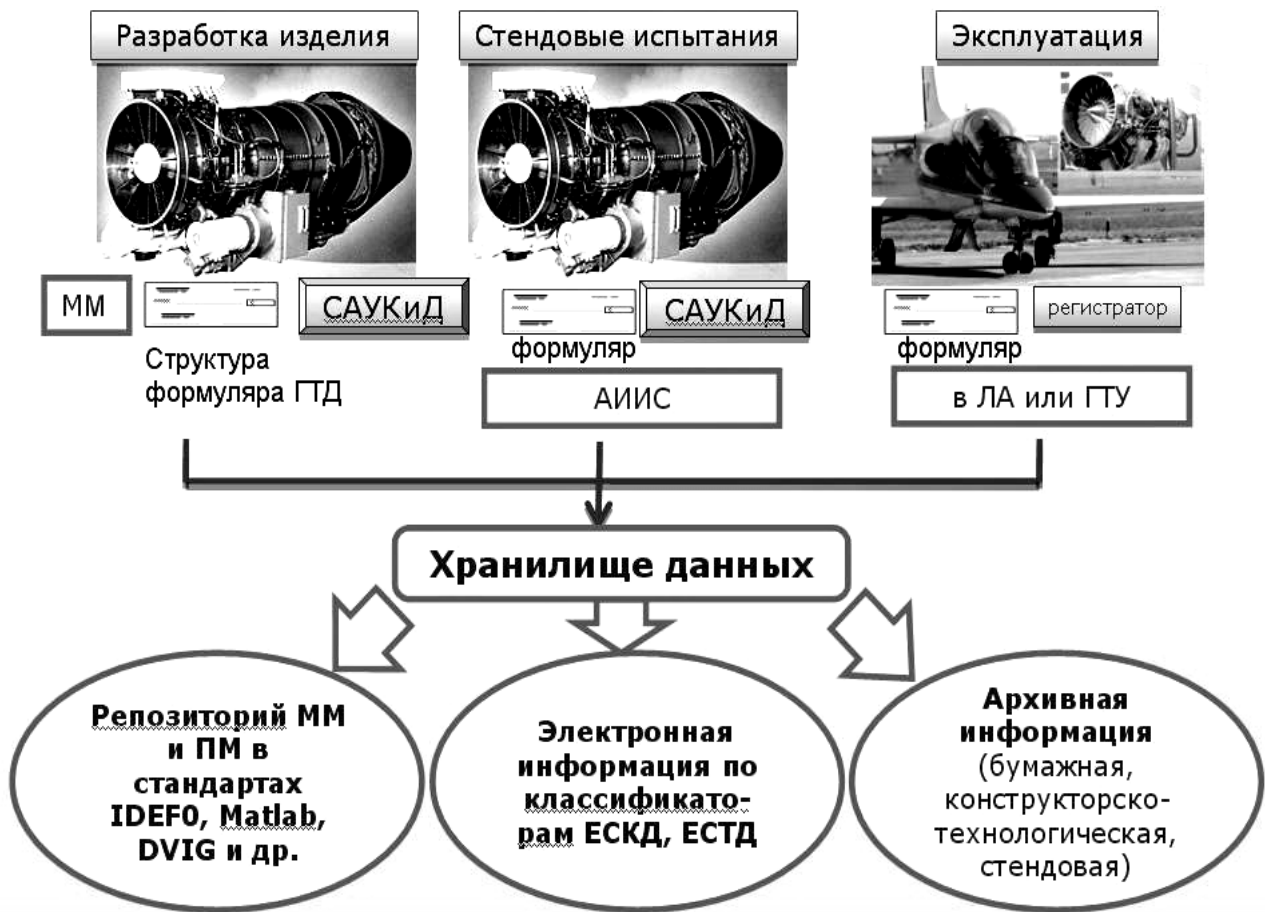 Разработка изделия
Стендовые испытания
Эксплуатация
ММ
САУКиД
САУКиД
регистратор
Структура
формуляра ГТД
формуляр
формуляр
АИИС
в ЛА или ГТУ
Хранилище данных
Репозиторий ММ
и ПМ в
стандартах
IDEF0, Matlab,
DVIG и др.
Электронная
информация по
классификато-
рам ЕСКД, ЕСТД
Архивная
информация
(бумажная,
конструкторско-
технологическая,
стендовая)